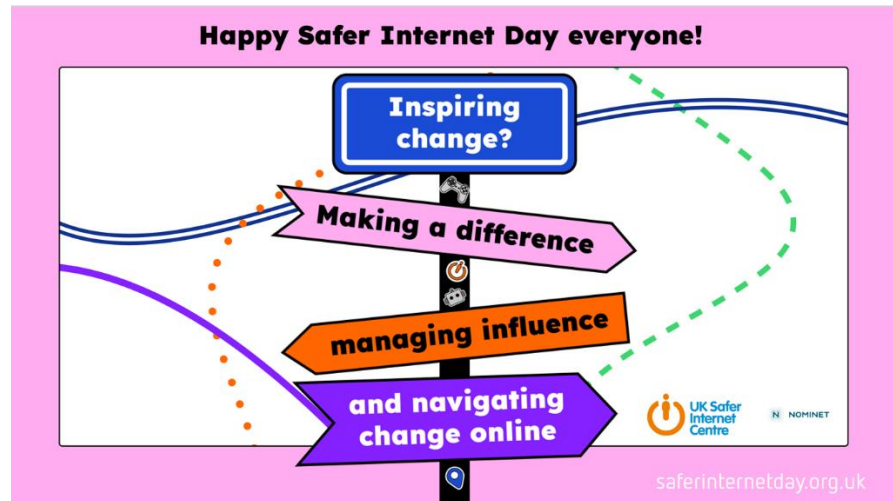 Happy Safer Internet Day everyone!
Inspiring
change?
Making a difference
managing influence
and navigating
change online
UK Safer
Internet
Centre
N NOMINET
saferinternetday.org.uk